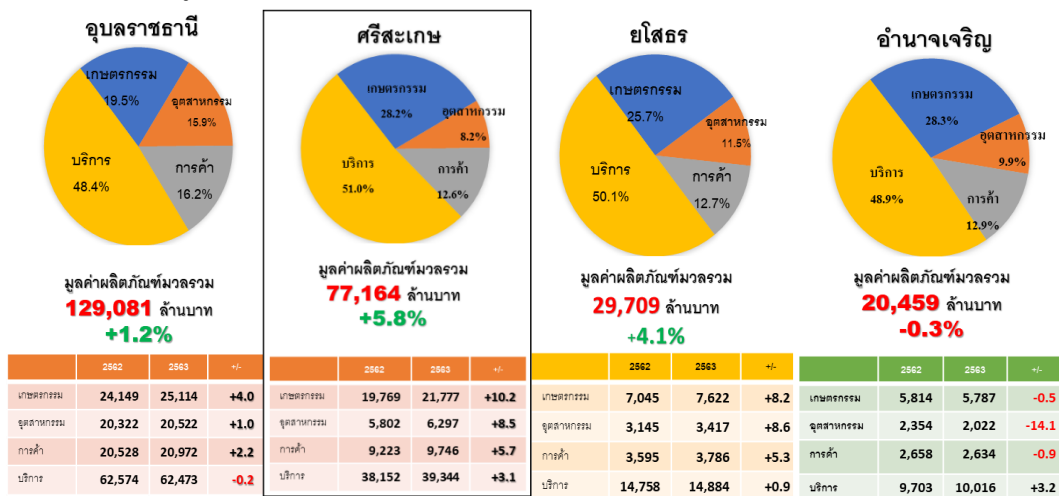 อุบลราชธานี
เกษตรกรรม
19.5%
อุตสาหกรรม
15.9%
บริการ
48.4%
การค้า
16.2%
มูลค่าผลิตภัณฑ์มวลรวม
129,081 ล้านบาท
+1.2%
2562 2563 +/-
เกษตรกรรม 24,149 25,114 +4.0
อุตสาหกรรม 20,322 20,522 +1.0
การค้า 20,528 20,972 +2.2
บริการ 62,574 62,473 -0.2
ศรีสะเกษ
เกษตรกรรม
28.2%
อุตสาหกรรม
8.2%
บริการ
51.0%
การค้า
12.6%
มูลค่าผลิตภัณฑ์มวลรวม
77,164 ล้านบาท
+5.8%
2562 2563 +/-
เกษตรกรรม 19,769 21,777 +10.2
อุตสาหกรรม 5,802 6,297 +8.5
การค้า 9,223 9,746 +5.7
บริการ 38,152 39,344 +3.1
ยโสธร
เกษตรกรรม
25.7%
อุตสาหกรรม
11.5%
บริการ
50.1%
การค้า
12.7%
มูลค่าผลิตภัณฑ์มวลรวม
29,709 ล้านบาท
+4.1%
2562 2563 +/-
เกษตรกรรม 7,045 7,622 +8.2
อุตสาหกรรม 3,145 3,417 +8.6
การค้า 3,595 3,786 +5.3
บริการ 14,758 14,884 +0.9
อำนาจเจริญ
เกษตรกรรม
28.3%
อุตสาหกรรม
9.9%
บริการ
48.9%
การค้า
12.9%
มูลค่าผลิตภัณฑ์มวลรวม
20,459 ล้านบาท
-0.3%
2562 2563 +/-
เกษตรกรรม 5,814 5,787 -0.5
อุตสาหกรรม 2,354 2,022 -14.1
การค้า 2,658 2,634 -0.9
บริการ 9,703 10,016 +3.2